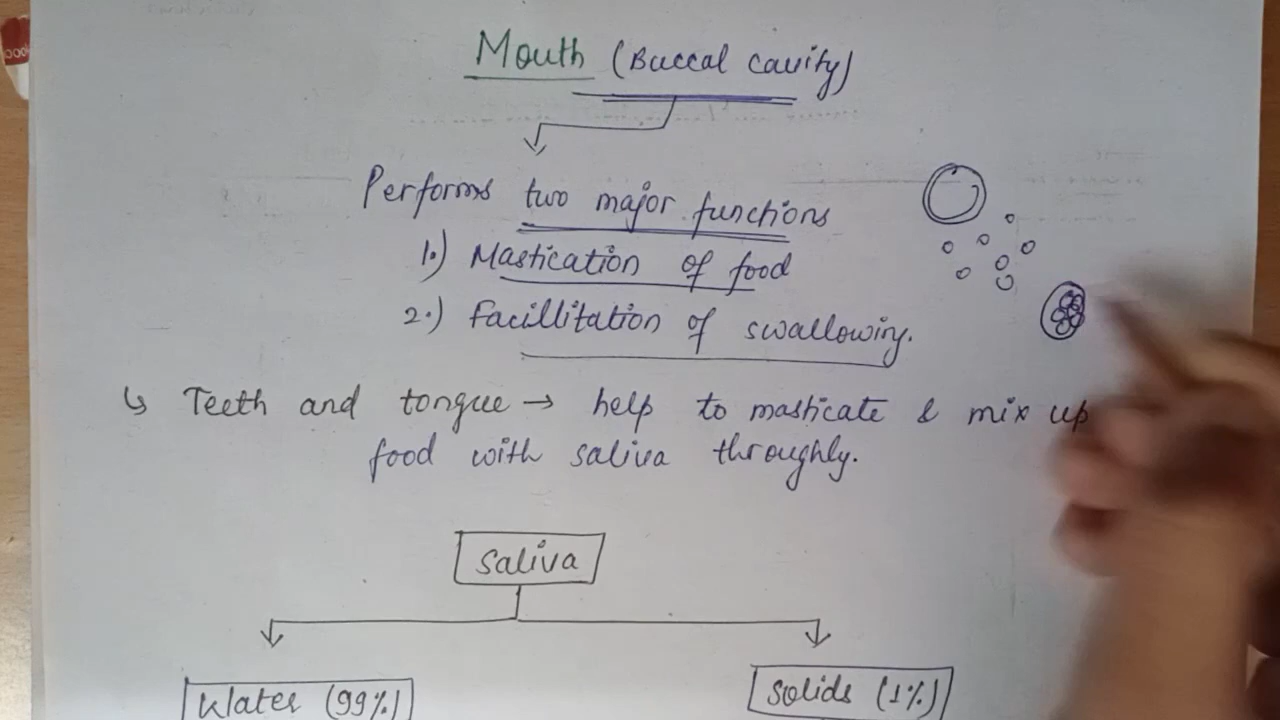 Mouth (Buccal cavity)
Performs two major functions
1.) Mastication of food
2.) Facillitation of swallowing.
↳ Teeth and tongue → help to masticate & mix up
food with saliva throughly.
Saliva
Water (99%)
Solids (1%)